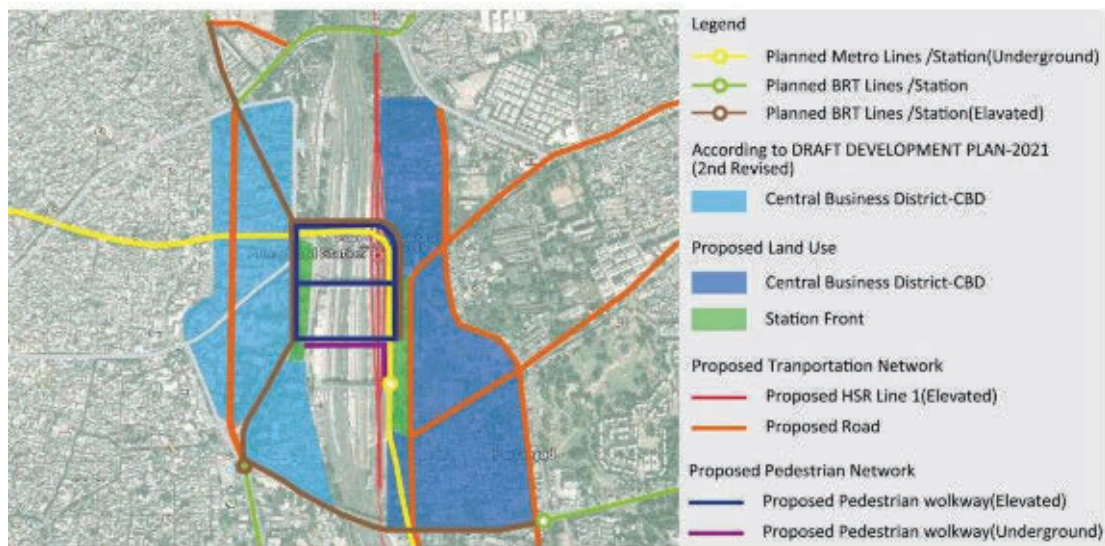 Legend
Planned Metro Lines /Station(Underground)
Planned BRT Lines /Station
Planned BRT Lines /Station(Elavated)
According to DRAFT DEVELOPMENT PLAN-2021
(2nd Revised)
Central Business District-CBD
Proposed Land Use
Central Business District-CBD
Station Front
Proposed Tranportation Network
Proposed HSR Line 1(Elevated)
Proposed Road
Proposed Pedestrian Network
Proposed Pedestrian wolkway(Elevated)
Proposed Pedestrian wolkway(Underground)